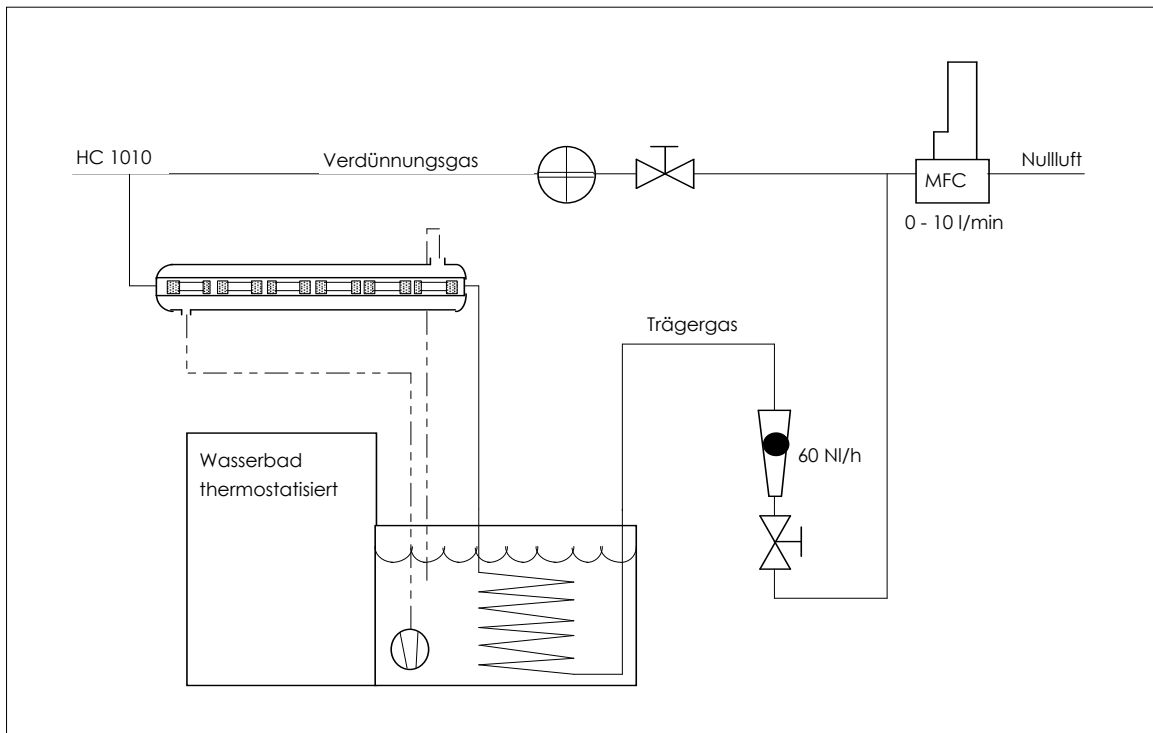 HC 1010
Verdünnungsgas
MFC
Nullluft
0 - 10 l/min
Trägergas
60 Nl/h
Wasserbad
thermostatisiert